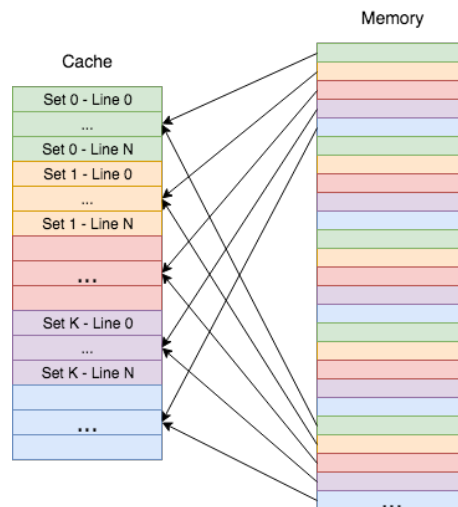 Memory
Cache
Set 0 - Line 0
...
Set 0 - Line N
Set 1 - Line 0
...
Set 1 - Line N
...
Set K - Line 0
...
Set K - Line N
...
...